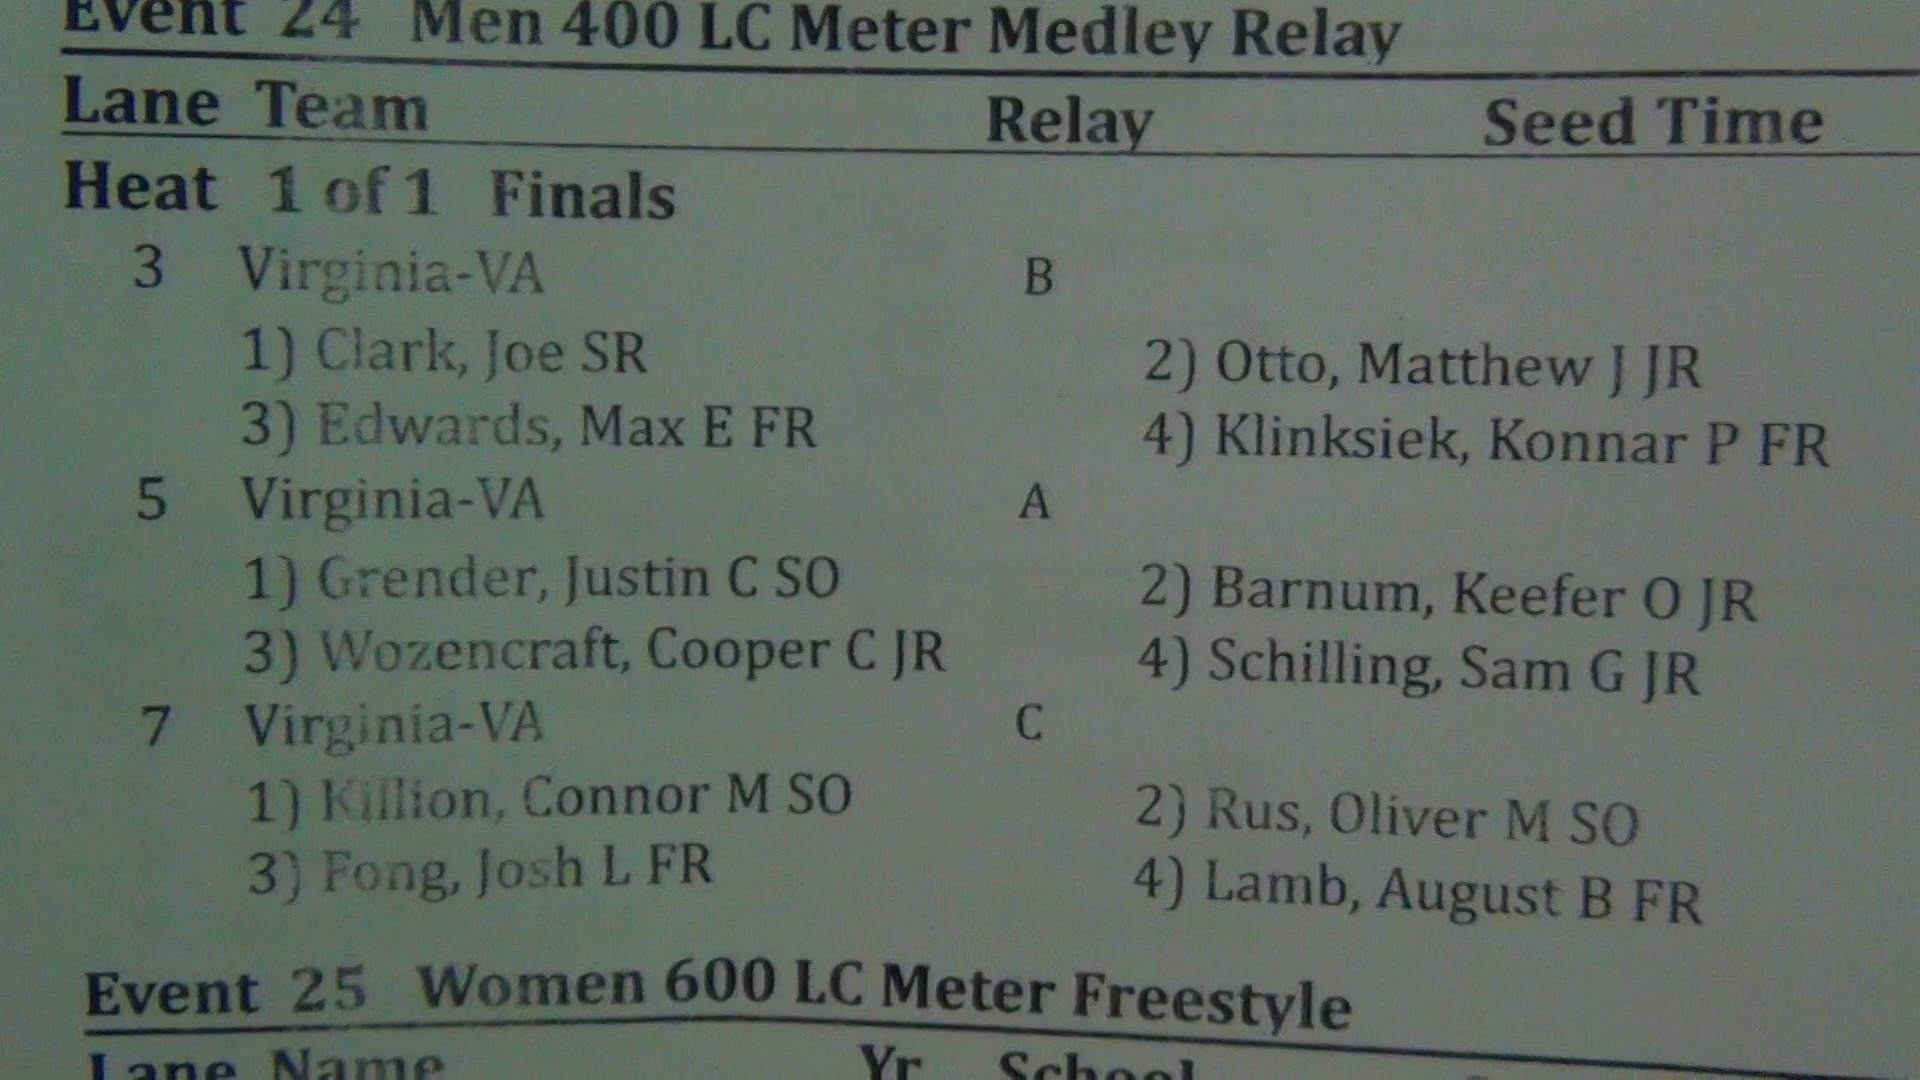 Event 24 Men 400 LC Meter Medley Relay
Lane Team Relay Seed Time
Heat 1 of 1 Finals
3 Virginia-VA B
1) Clark, Joe SR 2) Otto, Matthew J JR
3) Edwards, Max E FR 4) Klinksiek, Konnar P FR
5 Virginia-VA A
1) Grender, Justin C SO 2) Barnum, Keefer O JR
3) Wozencraft, Cooper C JR 4) Schilling, Sam G JR
7 Virginia-VA C
1) Killion, Connor M SO 2) Rus, Oliver M SO
3) Fong, Josh L FR 4) Lamb, August B FR
Event 25 Women 600 LC Meter Freestyle
Lane Name Yr School